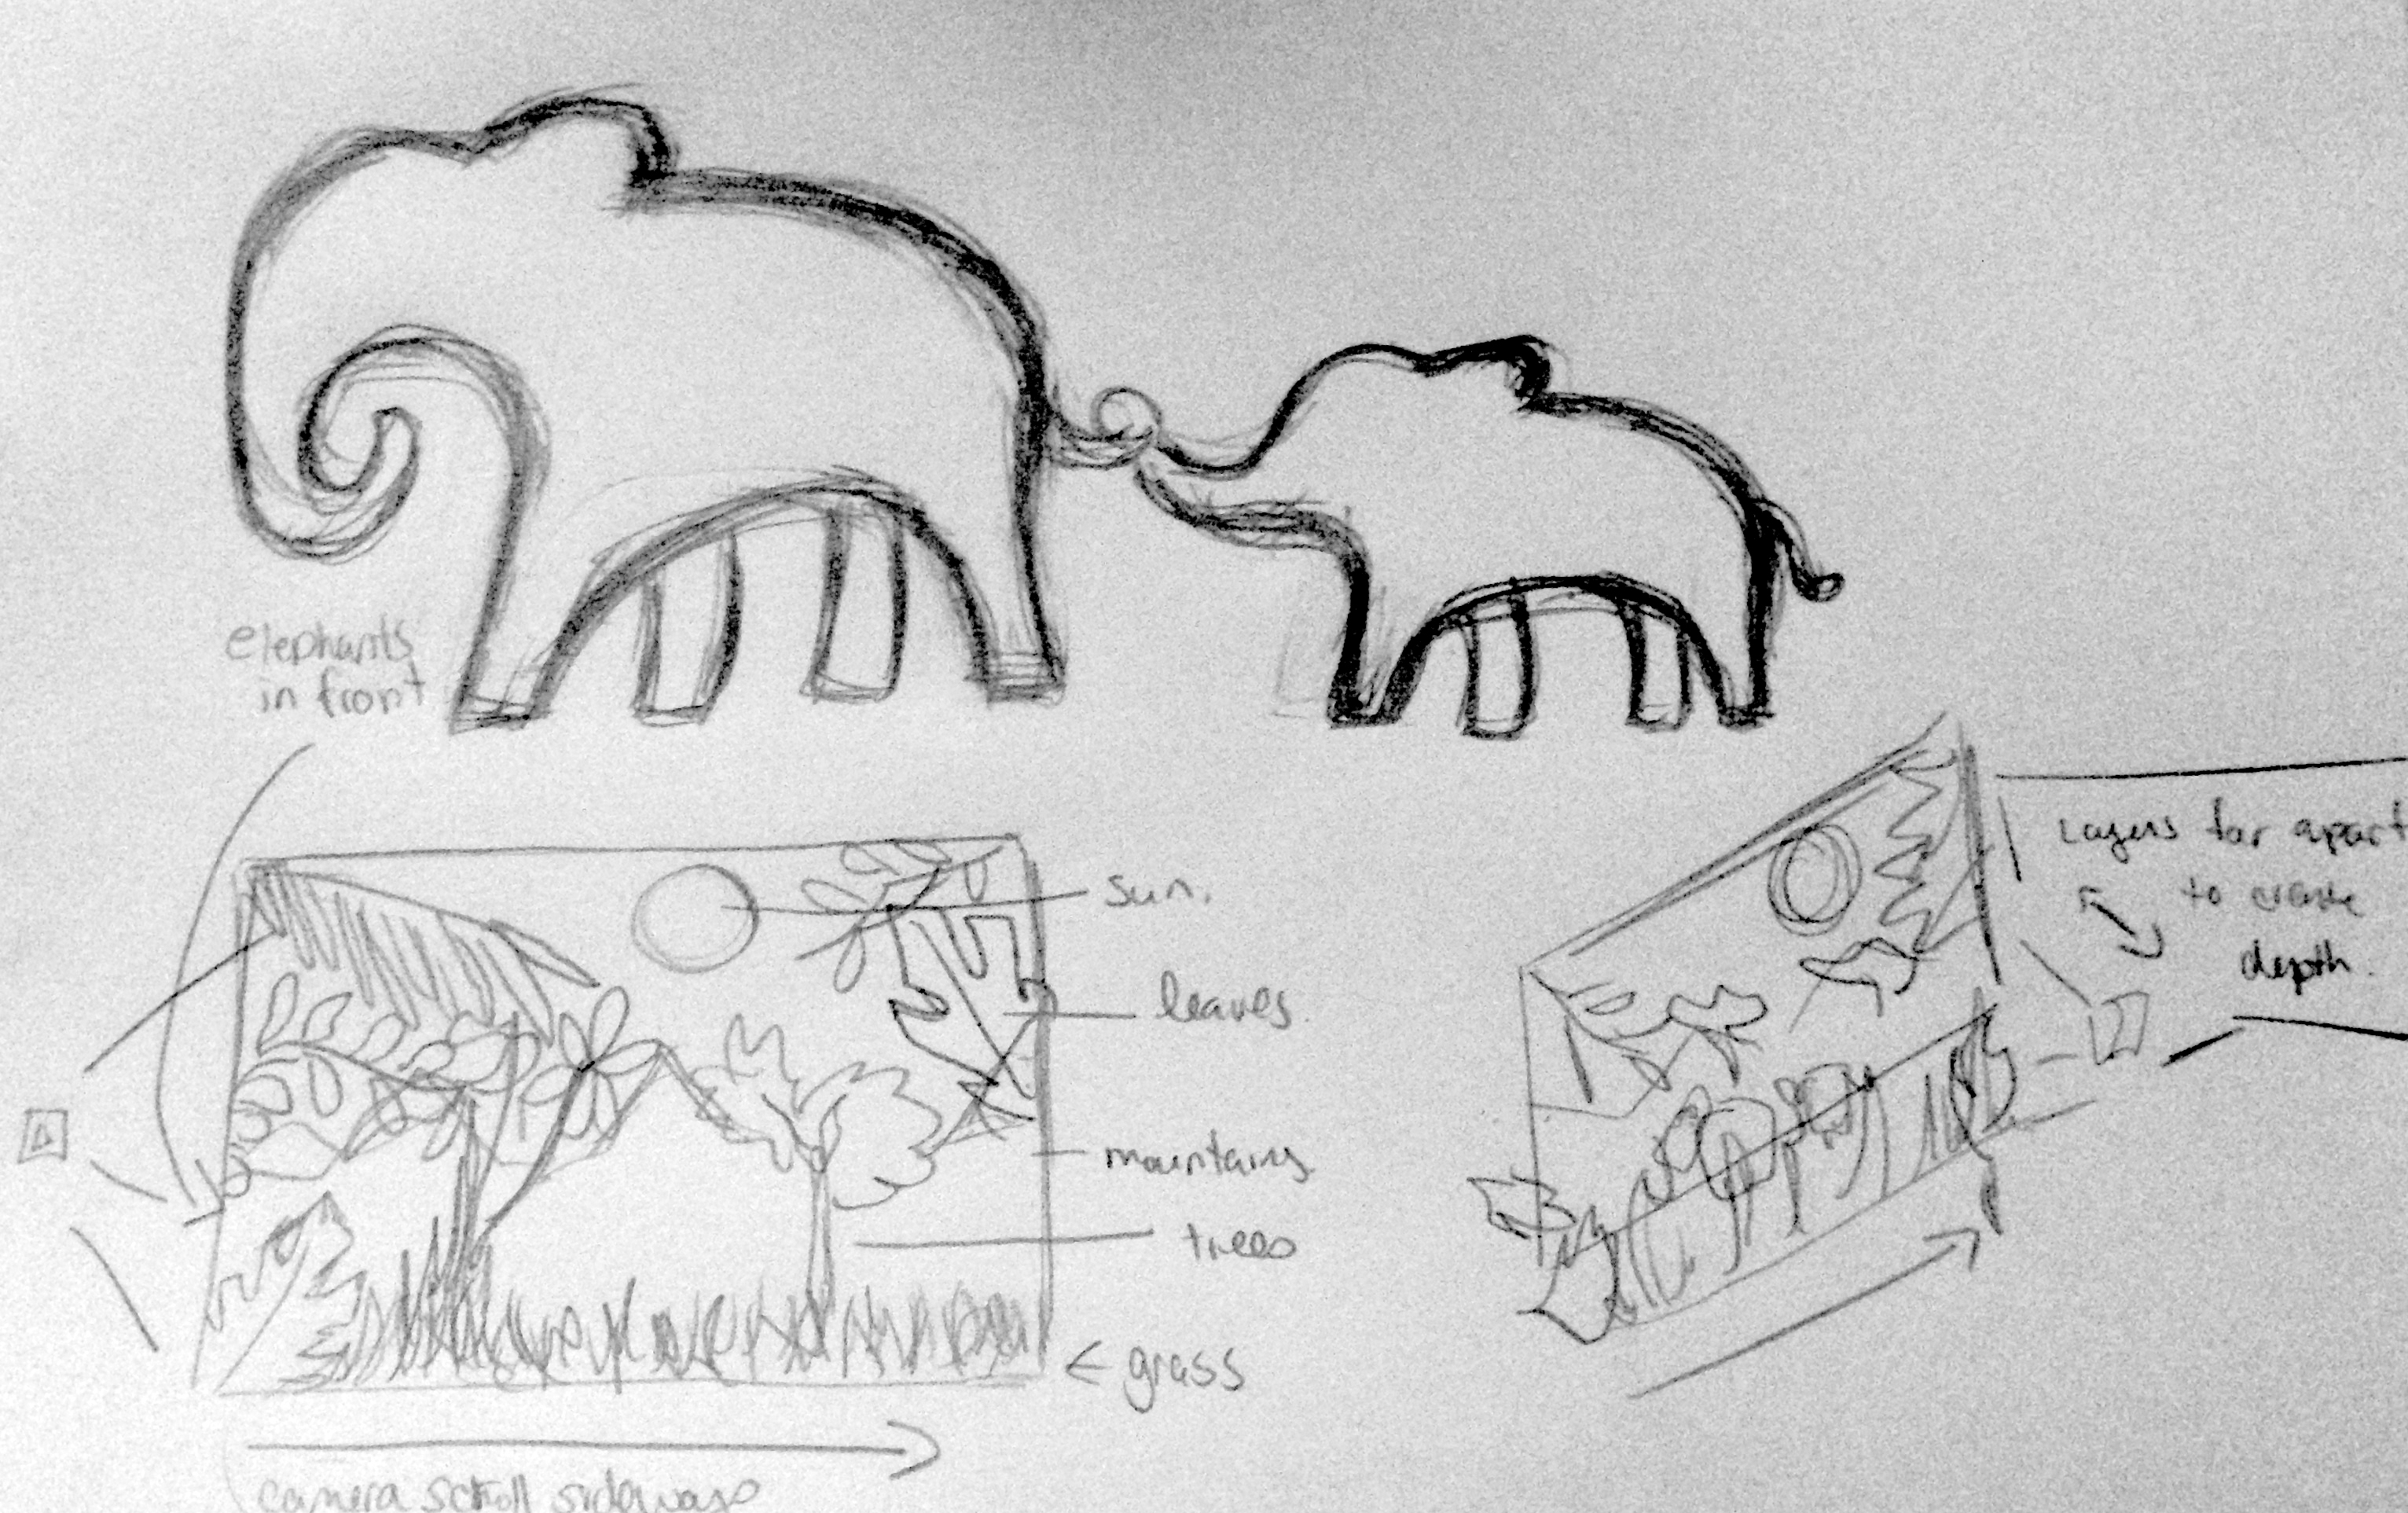 elephants
in front
sun.
leaves.
mountains
trees
grass
camera scroll sideways
Layers far apart
to create
depth.